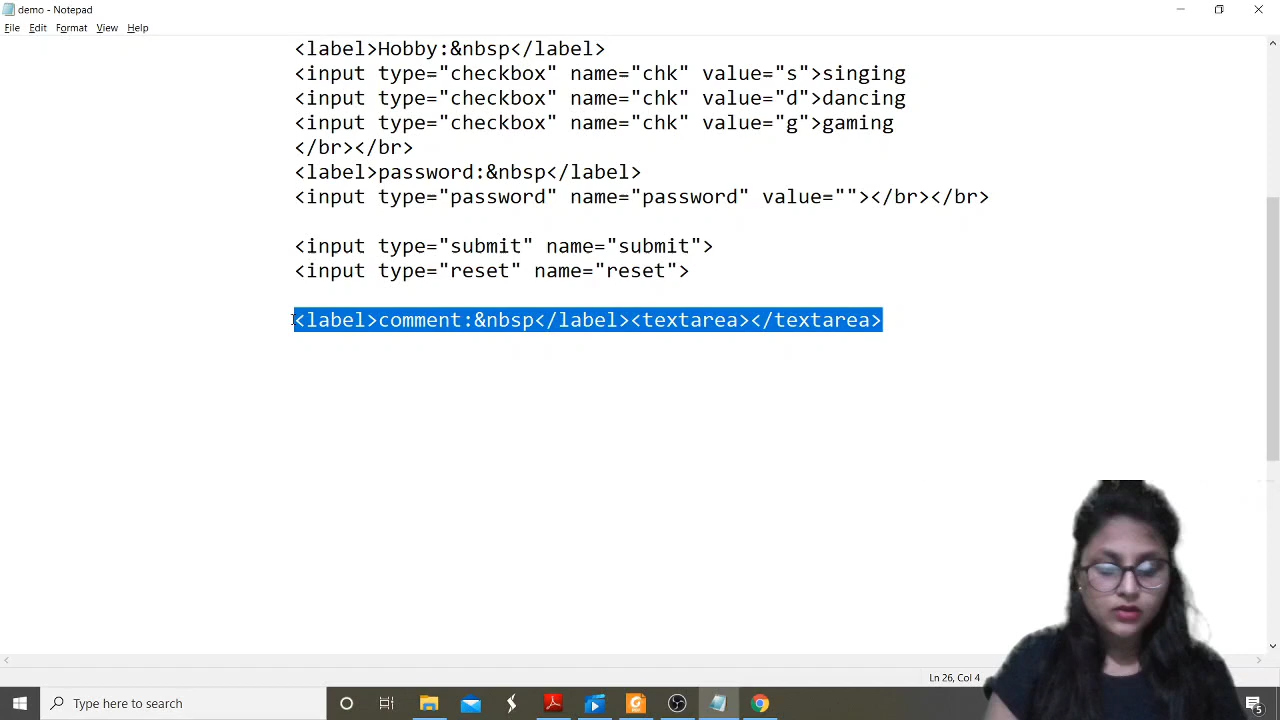 demo - Notepad
File Edit Format View Help
<label>Hobby:&nbsp</label>
<input type="checkbox" name="chk" value="s">singing
<input type="checkbox" name="chk" value="d">dancing
<input type="checkbox" name="chk" value="g">gaming
</br></br>
<label>password:&nbsp</label>
<input type="password" name="password" value=""></br></br>
<input type="submit" name="submit">
<input type="reset" name="reset">
<label>comment:&nbsp</label><textarea></textarea>
Ln 26, Col 4
Type here to search
5